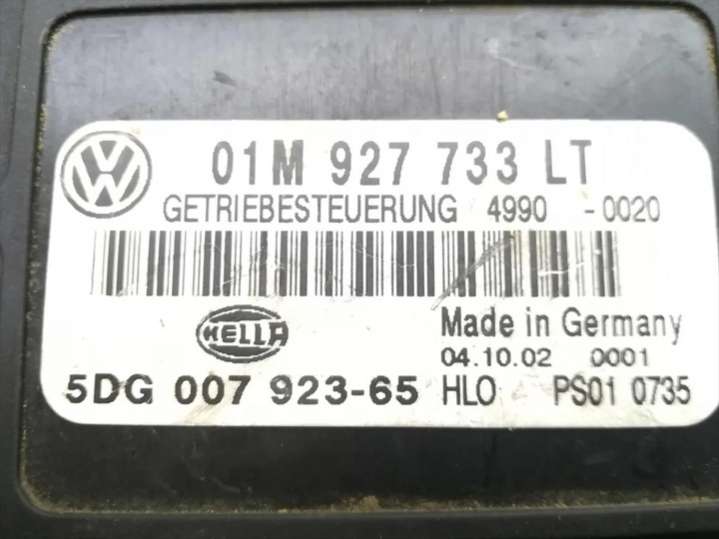 01M 927 733 LT
GETRIEBESTEUERUNG 4990 -0020
HELLA
Made in Germany
04.10.02 0001
5DG 007 923-65 HLO PS01 0735